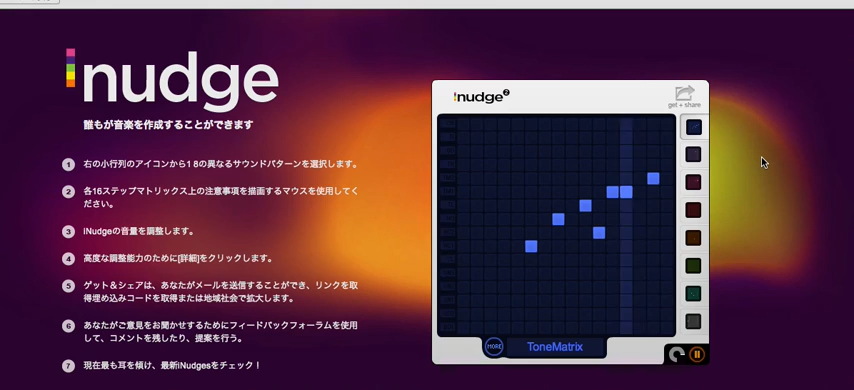 inudge
誰もが音楽を作成することができます
1 右の小行列のアイコンから1 8の異なるサウンドパターンを選択します。
2 各16ステップマトリックス上の注意事項を描画するマウスを使用してく
ださい。
3 iNudgeの音量を調整します。
4 高度な調整能力のために[詳細]をクリックします。
5 ゲット＆シェアは、あなたがメールを送信することができ、リンクを取
得埋め込みコードを取得または地域社会で拡大します。
6 あなたがご意見をお聞かせするためにフィードバックフォーラムを使用
して、コメントを残したり、提案を行う。
7 現在最も耳を傾け、最新iNudgesをチェック！
inudge2
get + share
MORE
ToneMatrix